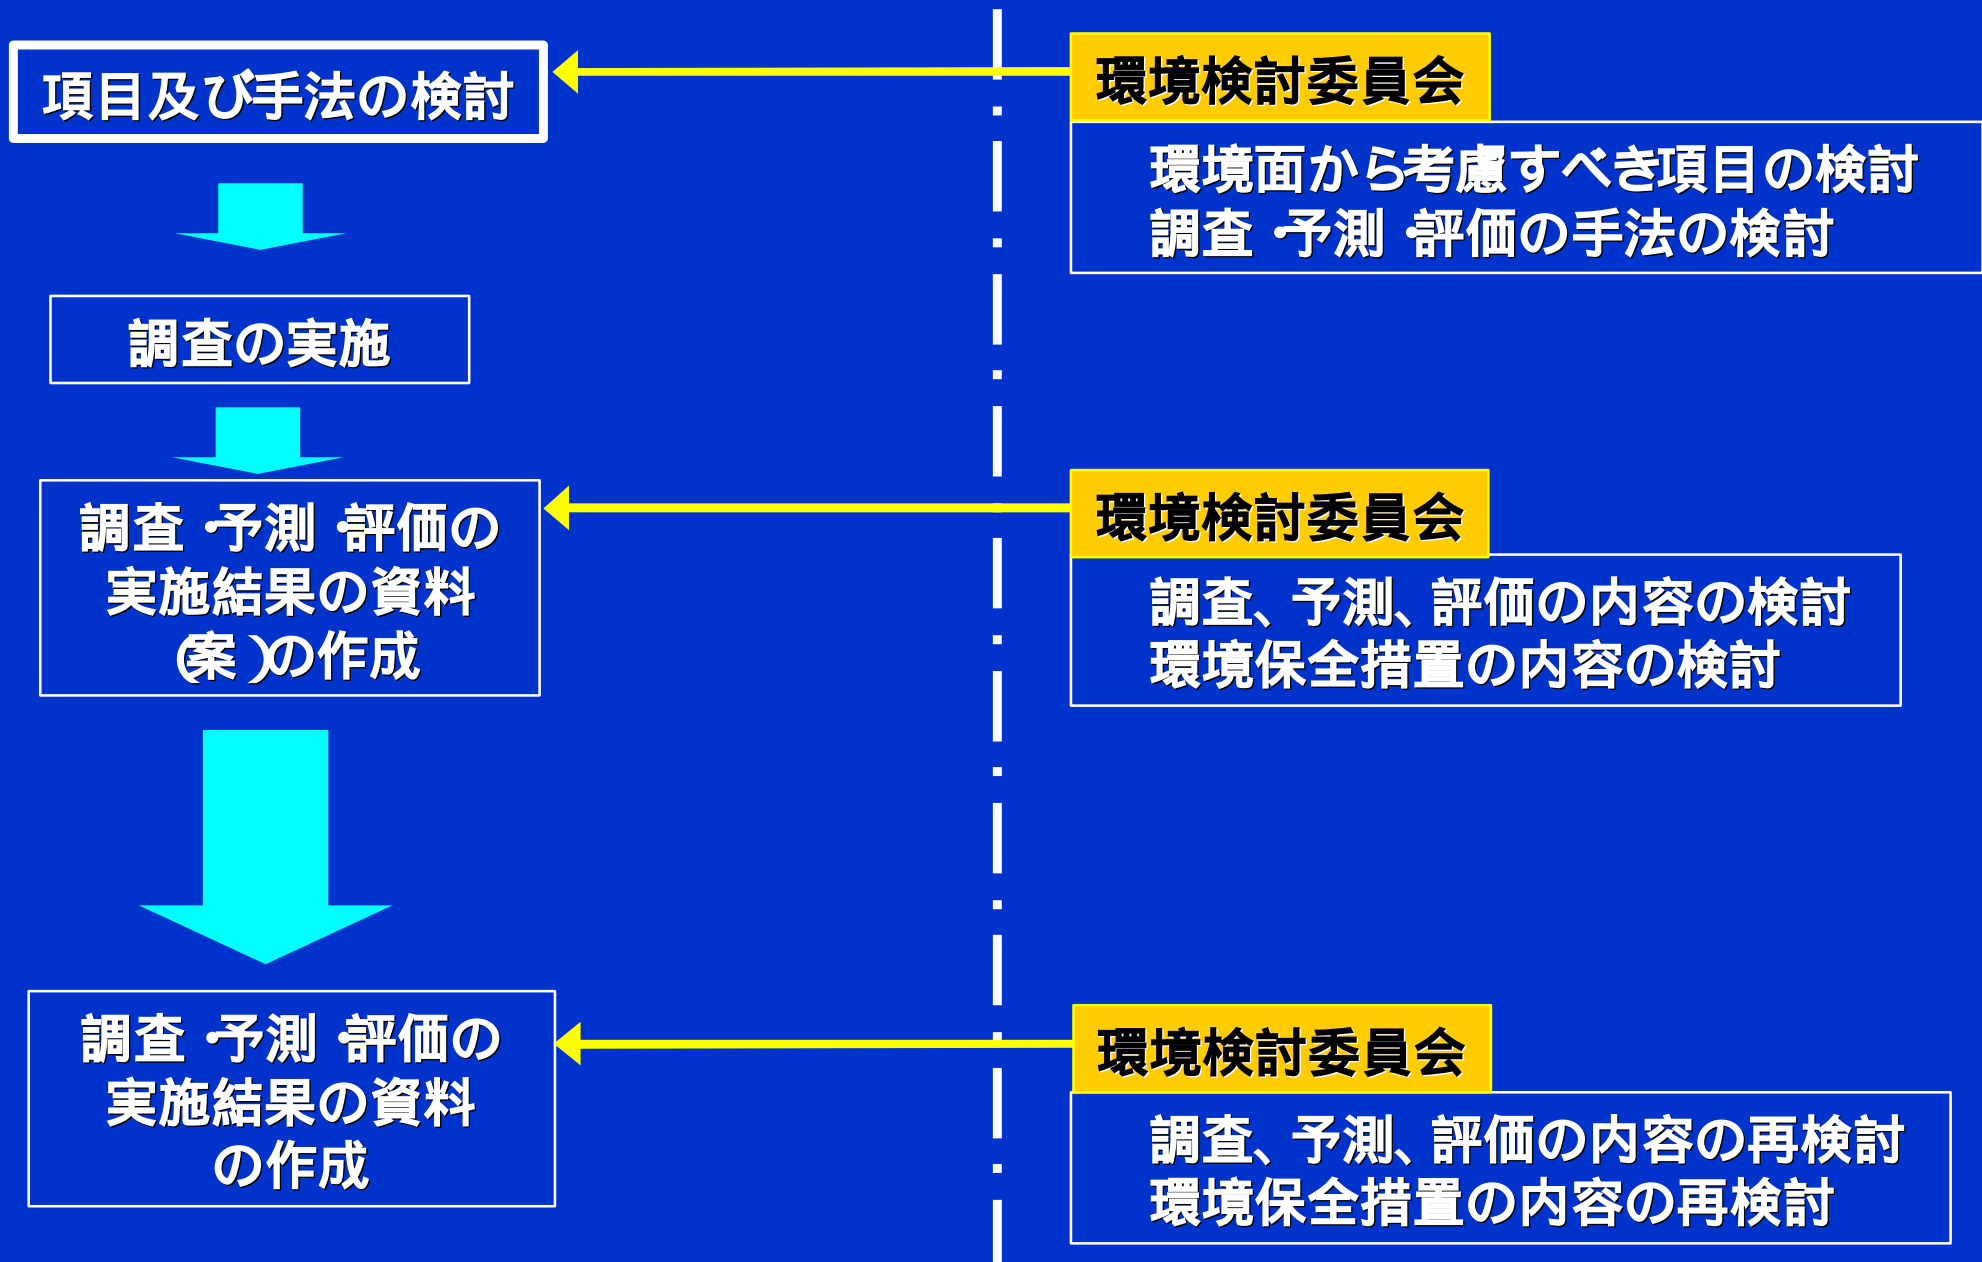 項目及び手法の検討
環境検討委員会
環境面から考慮すべき項目の検討
調査・予測・評価の手法の検討
調査の実施
調査・予測・評価の
実施結果の資料
(案)の作成
環境検討委員会
調査、予測、評価の内容の検討
環境保全措置の内容の検討
調査・予測・評価の
実施結果の資料
の作成
環境検討委員会
調査、予測、評価の内容の再検討
環境保全措置の内容の再検討